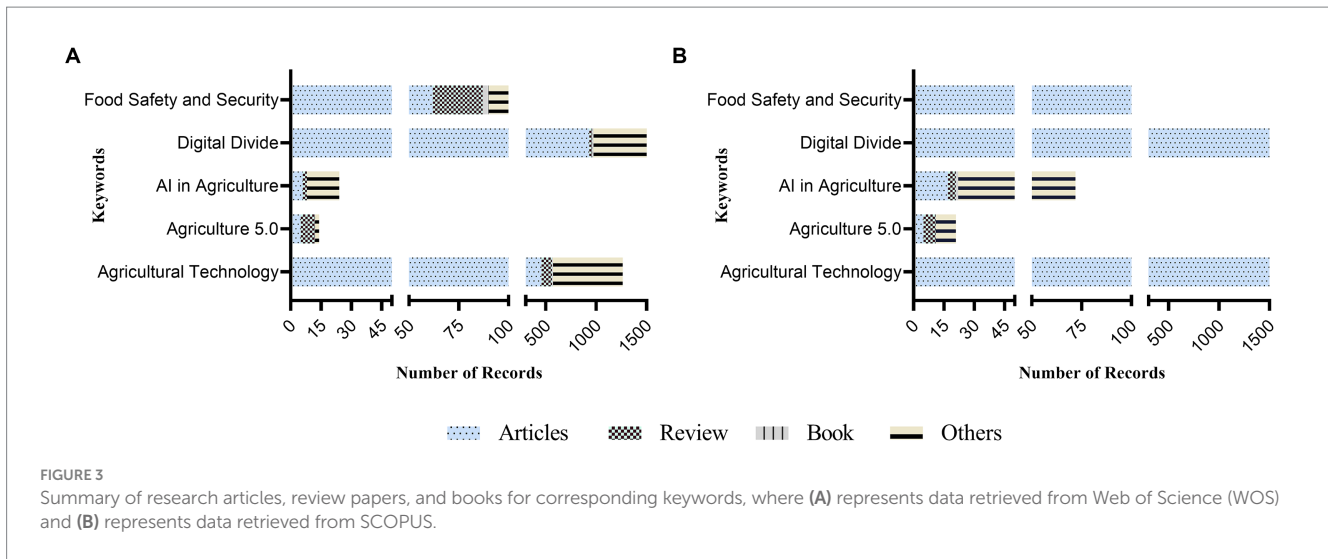 A
Keywords
Food Safety and Security
Digital Divide
AI in Agriculture
Agriculture 5.0
Agricultural Technology
0 15 30 45 50 75 100 500 1000 1500
Number of Records
B
Keywords
Food Safety and Security
Digital Divide
AI in Agriculture
Agriculture 5.0
Agricultural Technology
0 15 30 45 50 75 100 500 1000 1500
Number of Records
Articles Review Book Others
FIGURE 3
Summary of research articles, review papers, and books for corresponding keywords, where (A) represents data retrieved from Web of Science (WOS)
and (B) represents data retrieved from SCOPUS.